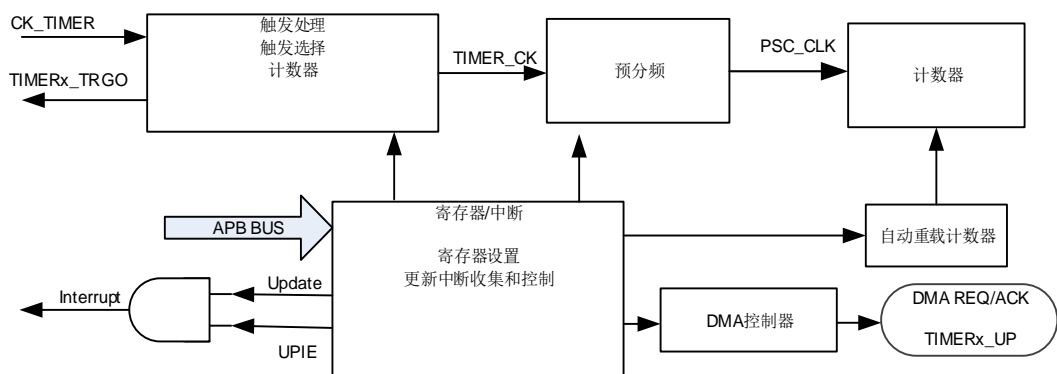 CK_TIMER
TIMERx_TRGO
触发处理
触发选择
计数器
TIMER_CK
预分频
PSC_CLK
计数器
APB BUS
寄存器/中断
寄存器设置
更新中断收集和控制
自动重载计数器
Interrupt
Update
UPIE
DMA控制器
DMA REQ/ACK
TIMERx_UP